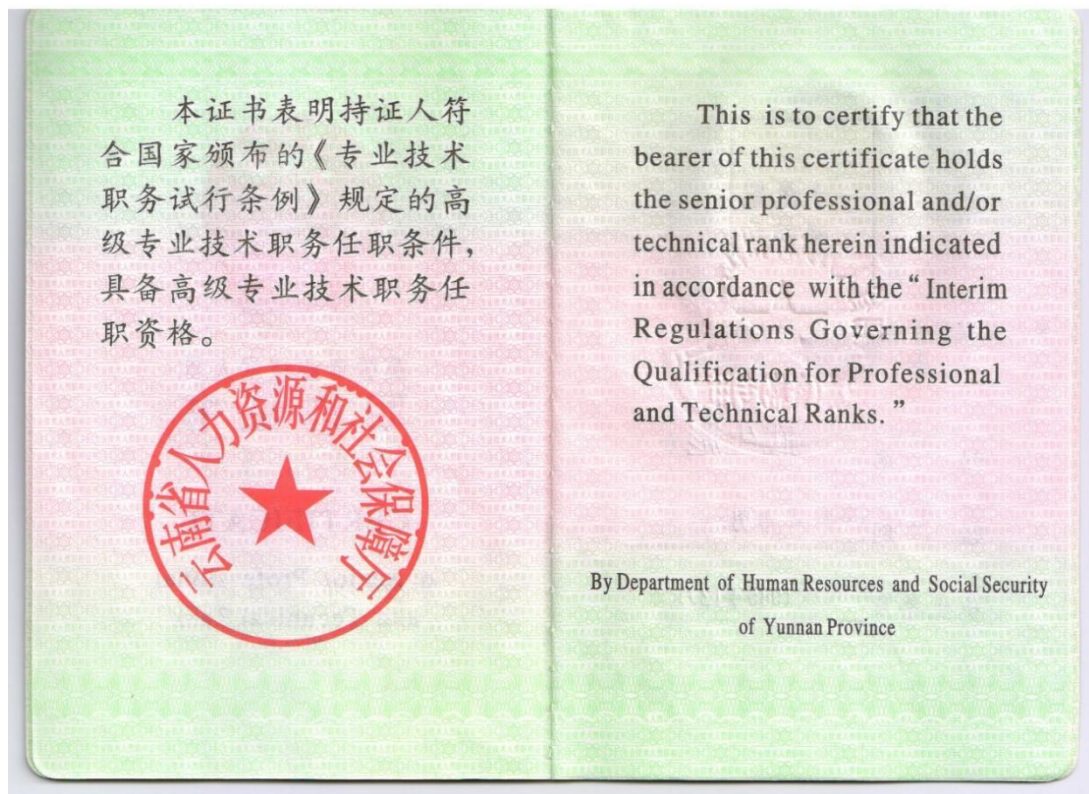 本证书表明持证人符
合国家颁布的《专业技术
职务试行条例》规定的高
级专业技术职务任职条件，
具备高级专业技术职务任
职资格。
云南省人力资源和社会保障厅
This is to certify that the
bearer of this certificate holds
the senior professional and/or
technical rank herein indicated
in accordance with the “Interim
Regulations Governing the
Qualification for Professional
and Technical Ranks.”
By Department of Human Resources and Social Security
of Yunnan Province